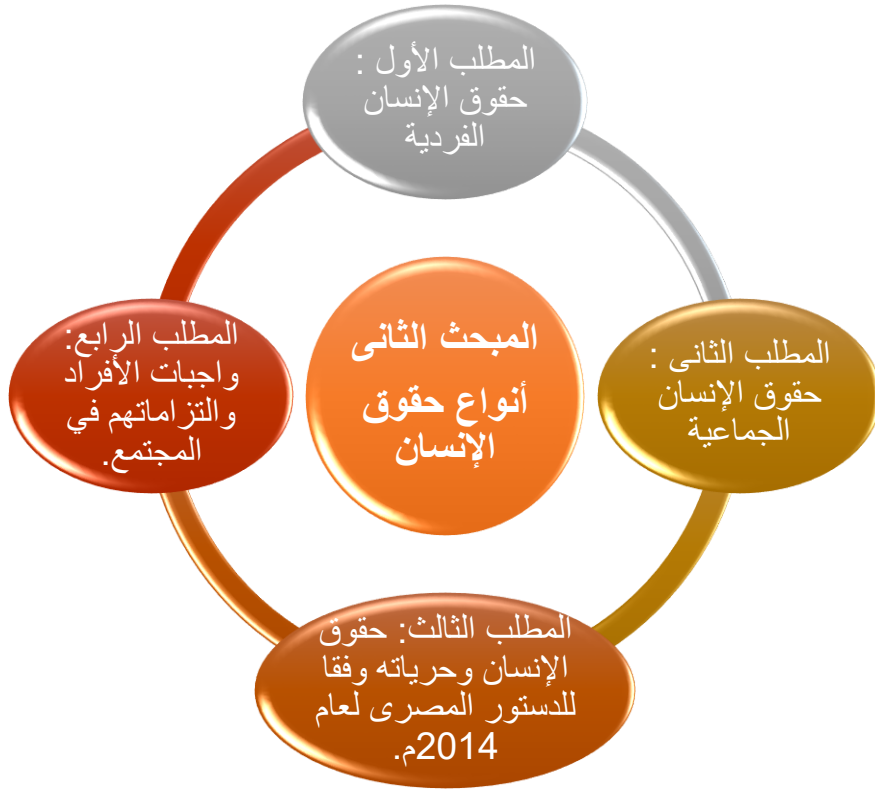 المبحث الثانى
أنواع حقوق
الإنسان
المطلب الأول :
حقوق الإنسان
الفردية
المطلب الثانى :
حقوق الإنسان
الجماعية
المطلب الثالث: حقوق
الإنسان وحرياته وفقا
للدستور المصرى لعام
2014م.
المطلب الرابع:
واجبات الأفراد
والتزاماتهم في
المجتمع.